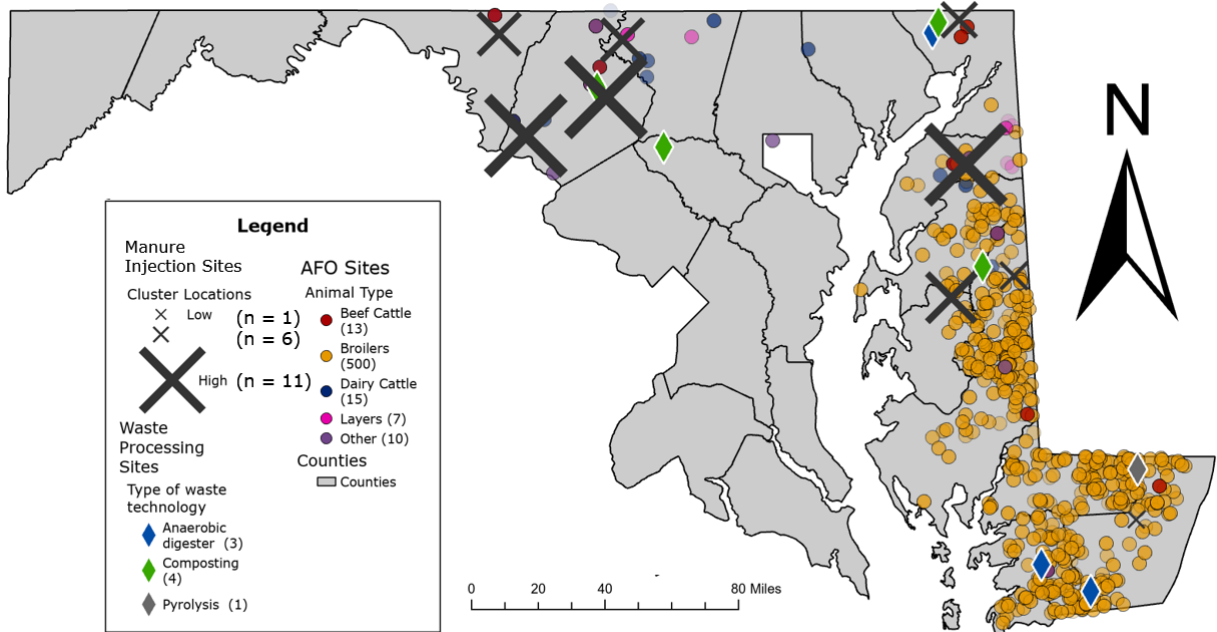 N
Legend
Manure
Injection Sites
Cluster Locations
Low (n = 1)
(n = 6)
High (n = 11)
Waste
Processing
Sites
Type of waste
technology
Anaerobic
digester (3)
Composting
(4)
Pyrolysis (1)
AFO Sites
Animal Type
Beef Cattle
(13)
Broilers
(500)
Dairy Cattle
(15)
Layers (7)
Other (10)
Counties
Counties
0 20 40 80 Miles